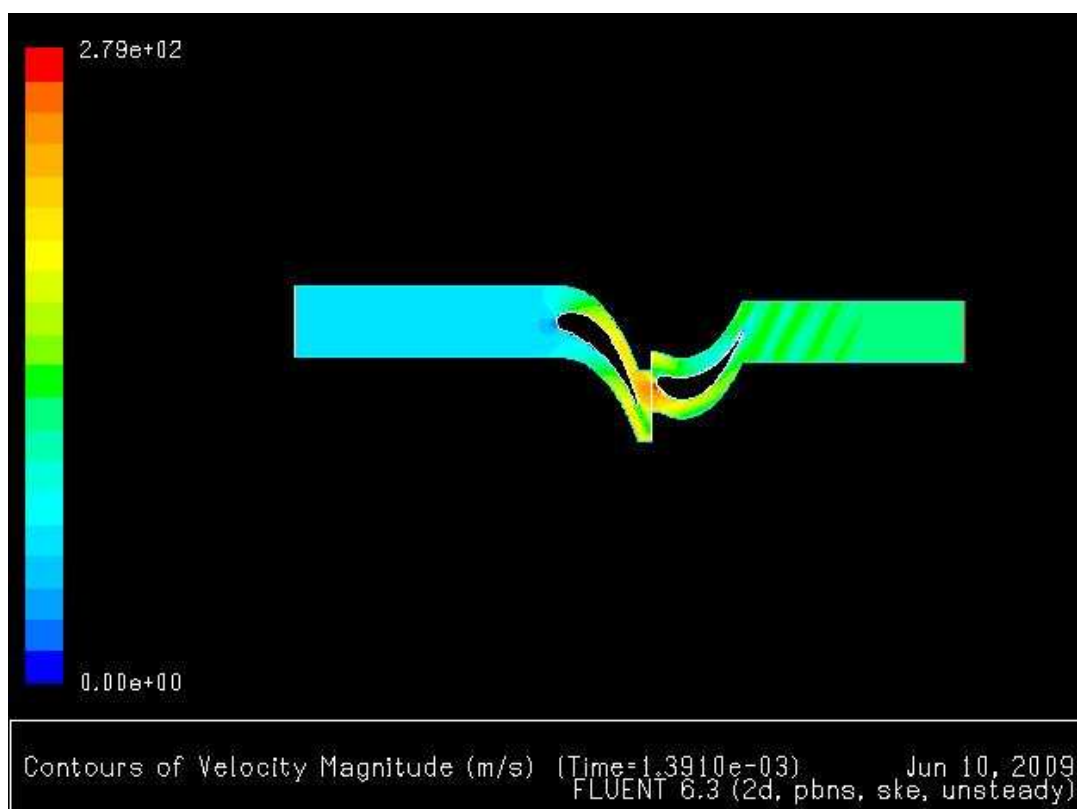 2.79e+02
0.00e+00
Contours of Velocity Magnitude (m/s) (Time=1.3910e-03) Jun 10, 2009
FLUENT 6.3 (2d, pbns, ske, unsteady)